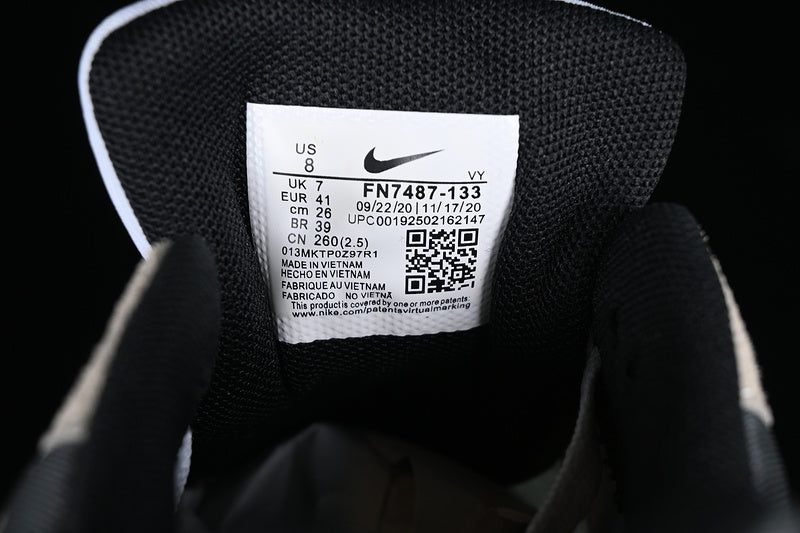 US
8
VY
UK 7
EUR 41
cm 26
BR 39
CN 260(2.5)
FN7487-133
09/22/20 | 11/17/20
UPC00192502162147
013MKTP0Z97R1
MADE IN VIETNAM
HECHO EN VIETNAM
FABRIQUE AU VIETNAM
FABRICADO NO VIETNÃ
This product is covered by one or more patents:
www.nike.com/patentsvirtualmarking